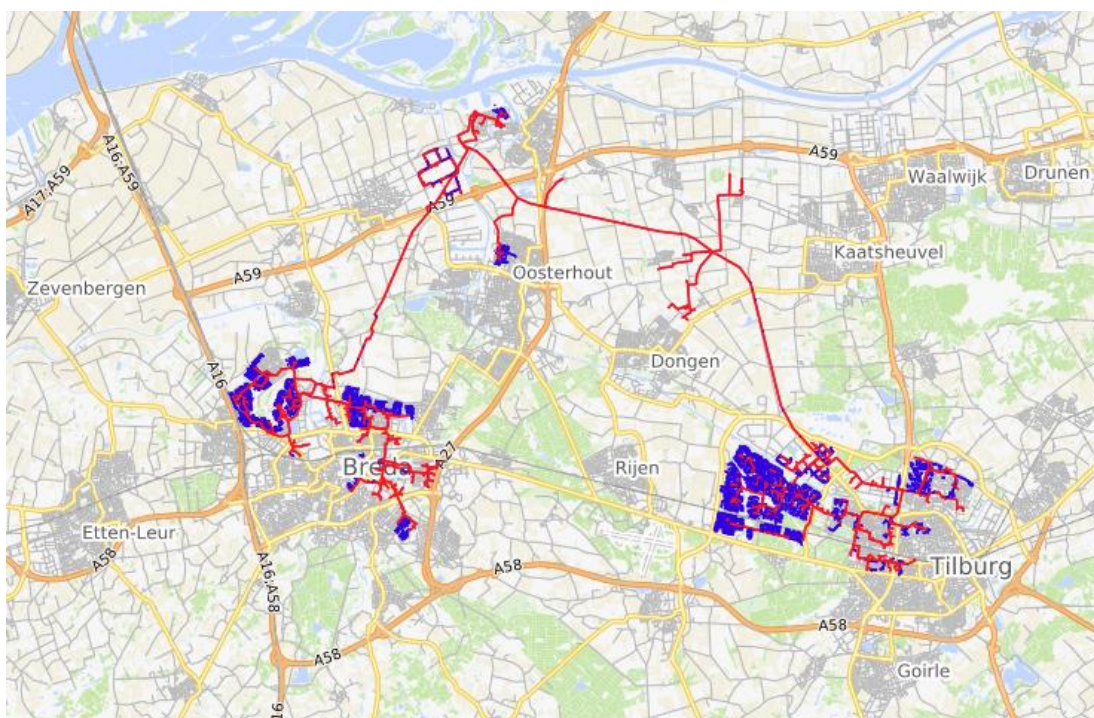 A16;A59
A17;A59
A59
Waalwijk
Drunen
A59
Kaatsheuvel
A59
Oosterhout
Zevenbergen
Dongen
A16
A27
Breda
Rijen
Etten-Leur
A58
Tilburg
A58
A16;A58
A58
A58
Goirle